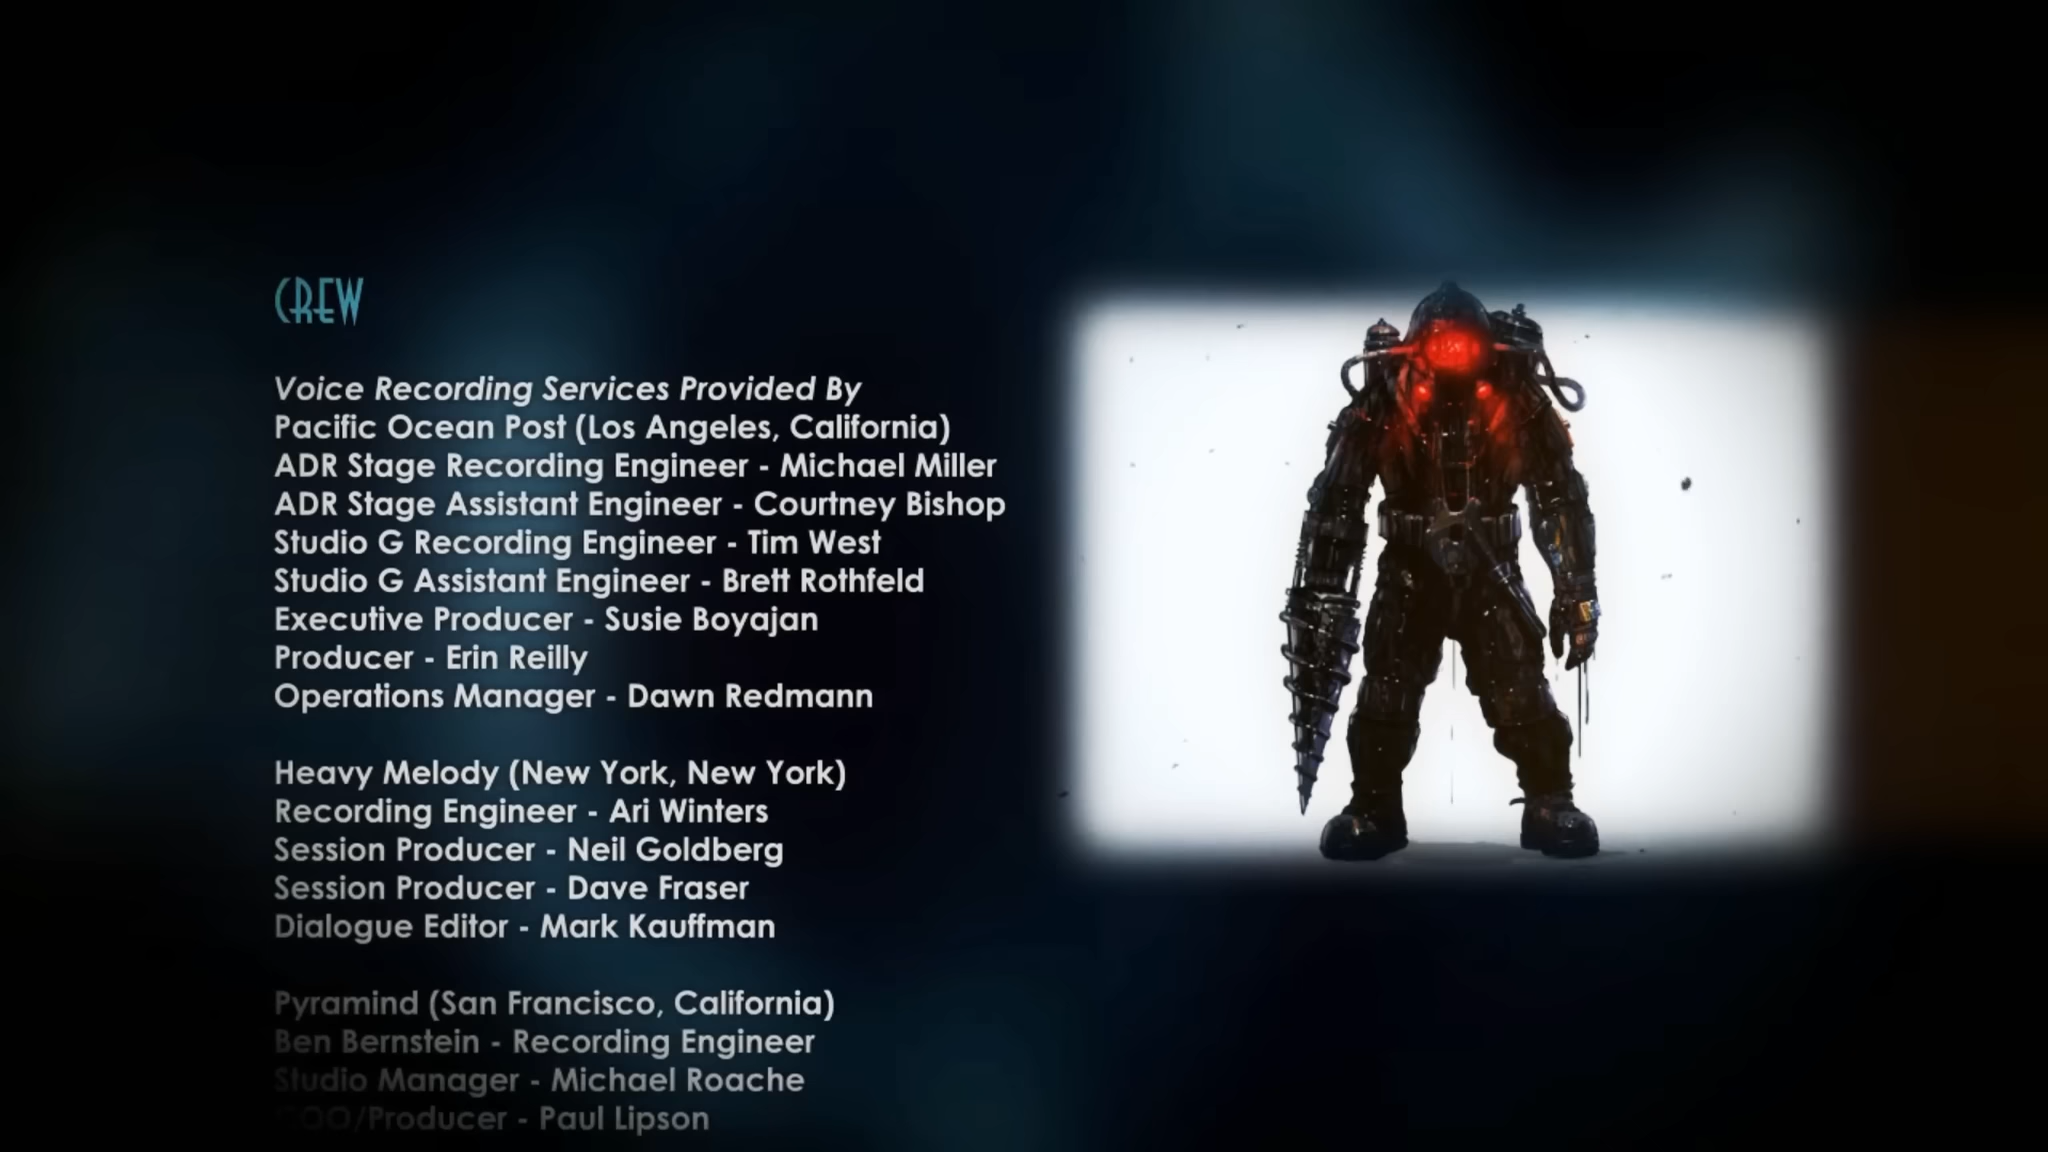 CREW
Voice Recording Services Provided By
Pacific Ocean Post (Los Angeles, California)
ADR Stage Recording Engineer - Michael Miller
ADR Stage Assistant Engineer - Courtney Bishop
Studio G Recording Engineer - Tim West
Studio G Assistant Engineer - Brett Rothfeld
Executive Producer - Susie Boyajan
Producer - Erin Reilly
Operations Manager - Dawn Redmann
Heavy Melody (New York, New York)
Recording Engineer - Ari Winters
Session Producer - Neil Goldberg
Session Producer - Dave Fraser
Dialogue Editor - Mark Kauffman
Pyramind (San Francisco, California)
Ben Bernstein - Recording Engineer
Studio Manager - Michael Roache
COO/Producer - Paul Lipson